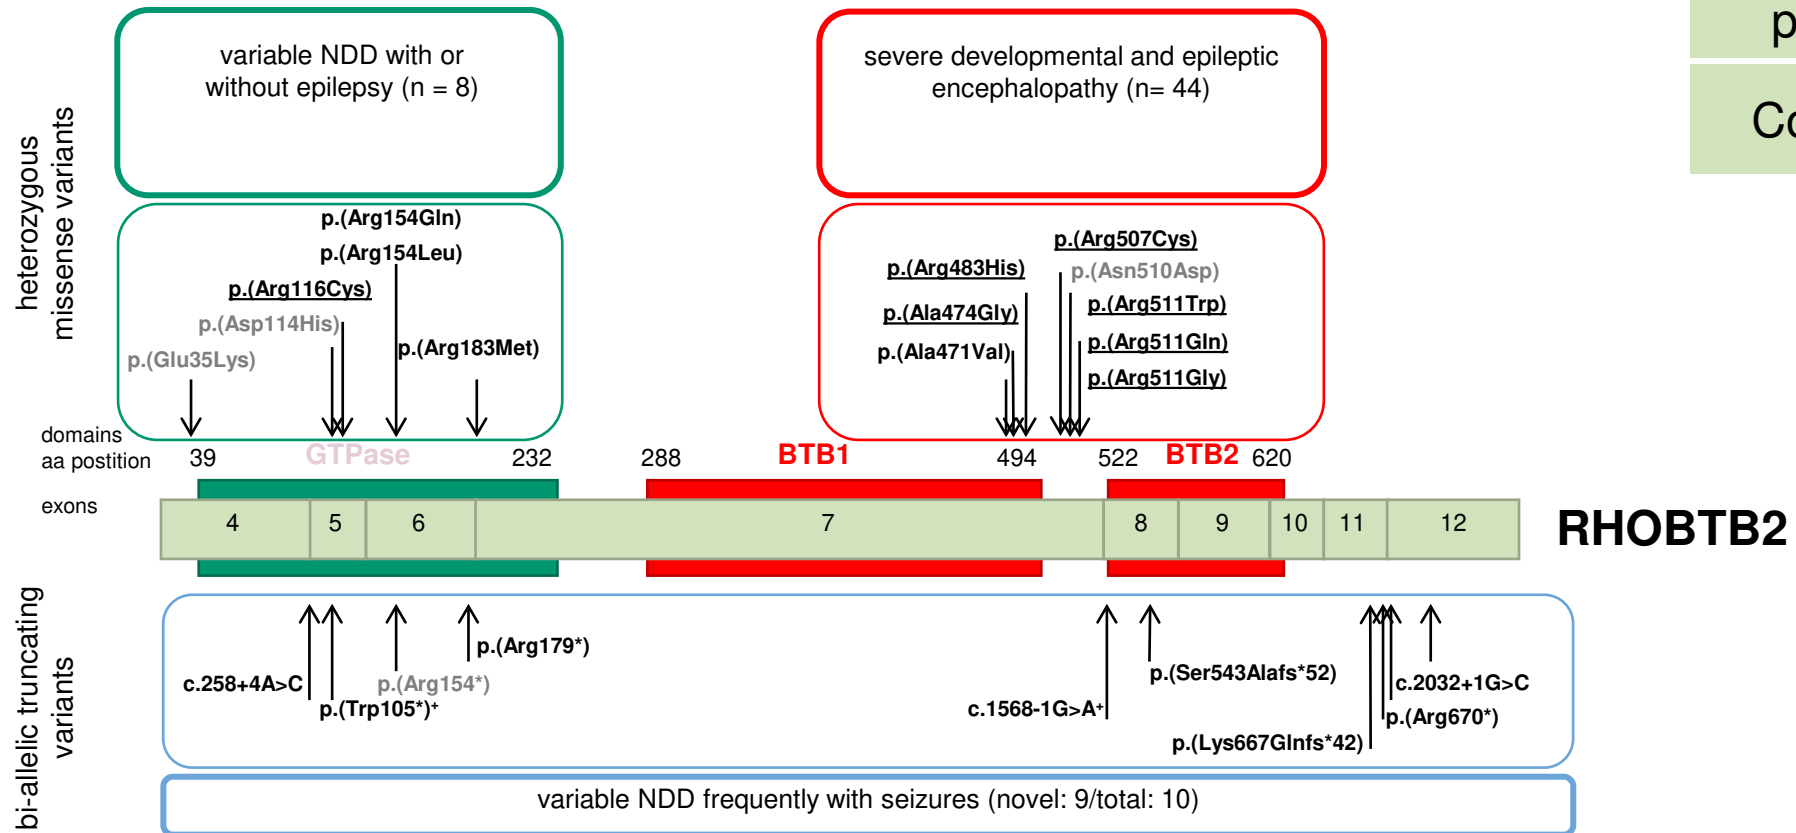 variable NDD with or
without epilepsy (n = 8)
severe developmental and epileptic
encephalopathy (n= 44)
p
Co
heterozygous
missense variants
p.(Arg154Gln)
p.(Arg154Leu)
p.(Arg116Cys)
p.(Asp114His)
p.(Glu35Lys)
p.(Arg183Met)
p.(Arg507Cys)
p.(Arg483His)
p.(Asn510Asp)
p.(Ala474Gly)
p.(Arg511Trp)
p.(Ala471Val)
p.(Arg511Gln)
p.(Arg511Gly)
domains
aa postition
39 GTPase 232 288 BTB1 494 522 BTB2 620
exons
4 5 6 7 8 9 10 11 12
RHOBTB2
bi-allelic truncating
variants
c.258+4A>C
p.(Trp105*)+
p.(Arg154*)
p.(Arg179*)
c.1568-1G>A+
p.(Ser543Alafs*52)
p.(Lys667Glnfs*42)
c.2032+1G>C
p.(Arg670*)
variable NDD frequently with seizures (novel: 9/total: 10)